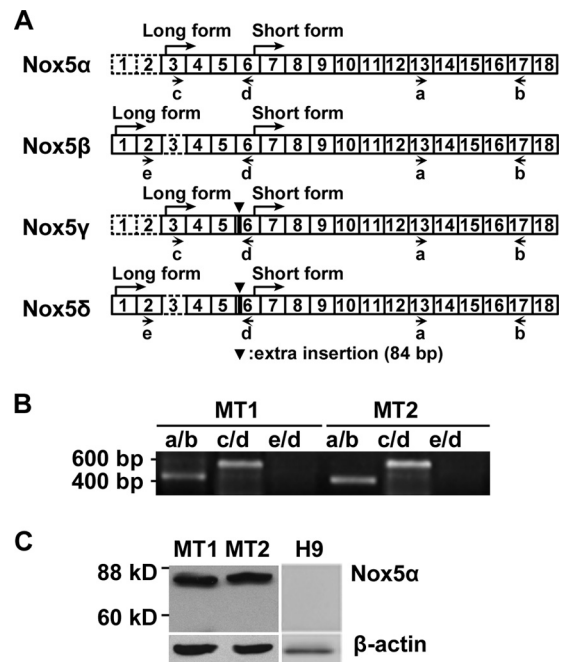 A
Long form Short form
Nox5α 1 2 3 4 5 6 7 8 9 10 11 12 13 14 15 16 17 18
c d a b
Long form Short form
Nox5β 1 2 3 4 5 6 7 8 9 10 11 12 13 14 15 16 17 18
e d a b
Long form Short form
Nox5γ 1 2 3 4 5 6 7 8 9 10 11 12 13 14 15 16 17 18
c d a b
Long form Short form
Nox5δ 1 2 3 4 5 6 7 8 9 10 11 12 13 14 15 16 17 18
e d a b
▼:extra insertion (84 bp)
B
MT1 MT2
a/b c/d e/d a/b c/d e/d
600 bp
400 bp
C
MT1 MT2 H9
88 kD Nox5α
60 kD
β-actin